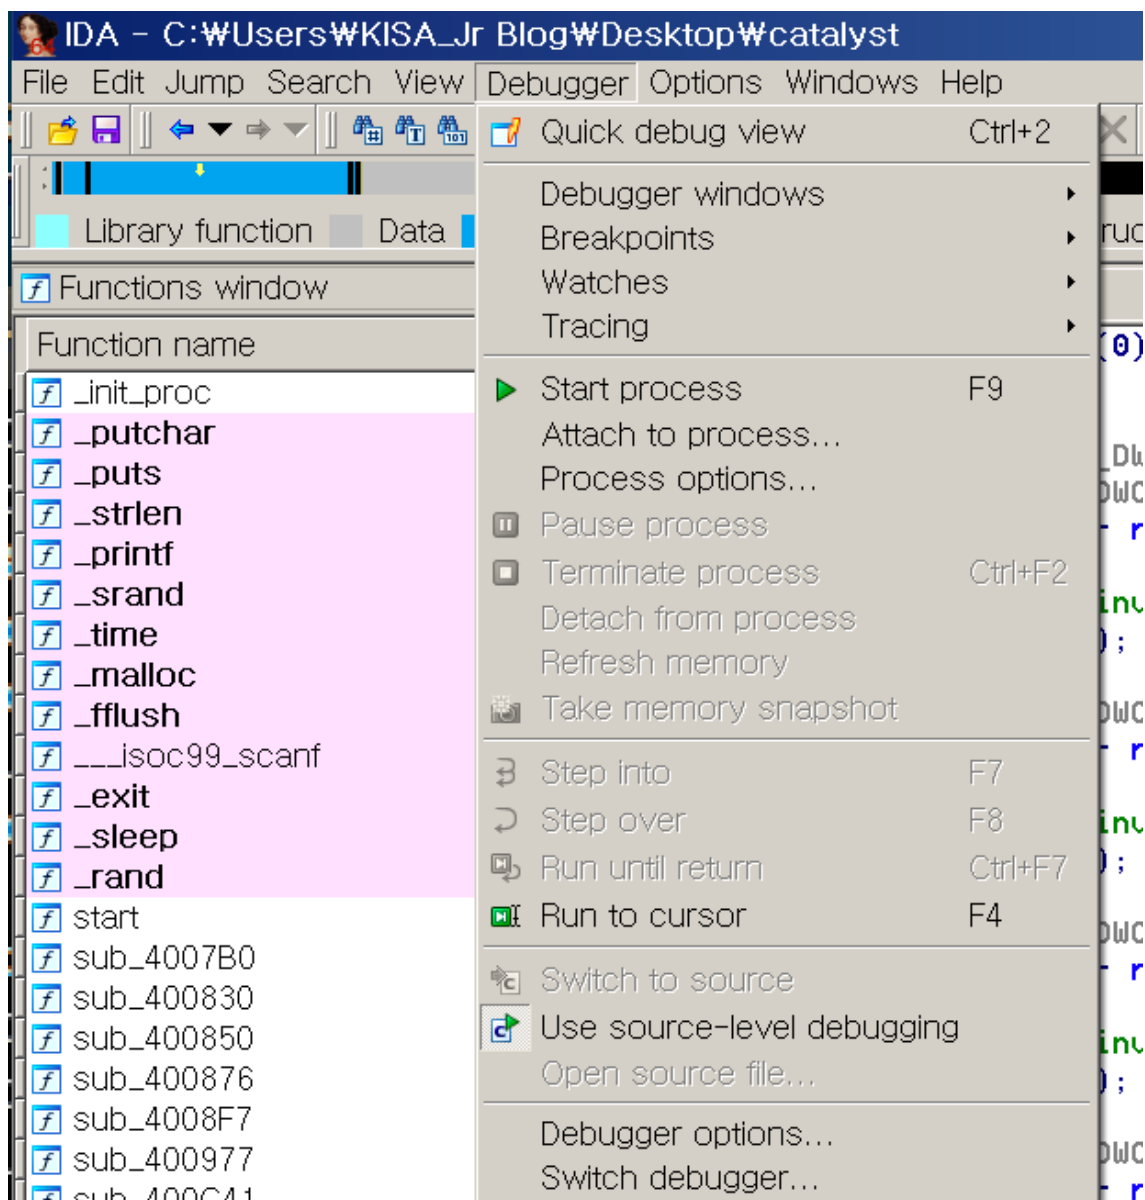 IDA - C:₩Users₩KISA_Jr Blog₩Desktop₩catalyst
File Edit Jump Search View Debugger Options Windows Help
Quick debug view Ctrl+2
Debugger windows
Library function Data
Breakpoints
Watches
Functions window
Tracing
Function name
(0)
_init_proc
Start process F9
_putchar
Attach to process...
_puts
Process options...
_strlen
Pause process
_printf
Terminate process Ctrl+F2
_srand
Detach from process
_time
Refresh memory
_malloc
Take memory snapshot
_fflush
___isoc99_scanf
Step into F7
_exit
Step over F8
_sleep
Run until return Ctrl+F7
_rand
Run to cursor F4
start
sub_4007B0
Switch to source
sub_400830
Use source-level debugging
sub_400850
Open source file...
sub_400876
sub_4008F7
Debugger options...
sub_400977
Switch debugger...
sub_400C41